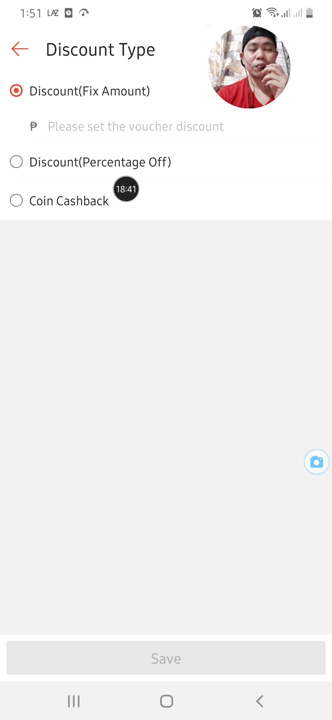 1:51 LAZ
Discount Type
Discount(Fix Amount)
₱ Please set the voucher discount
Discount(Percentage Off)
18:41
Coin Cashback
Save